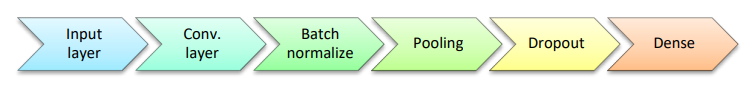 Input
layer
Conv.
layer
Batch
normalize
Pooling
Dropout
Dense